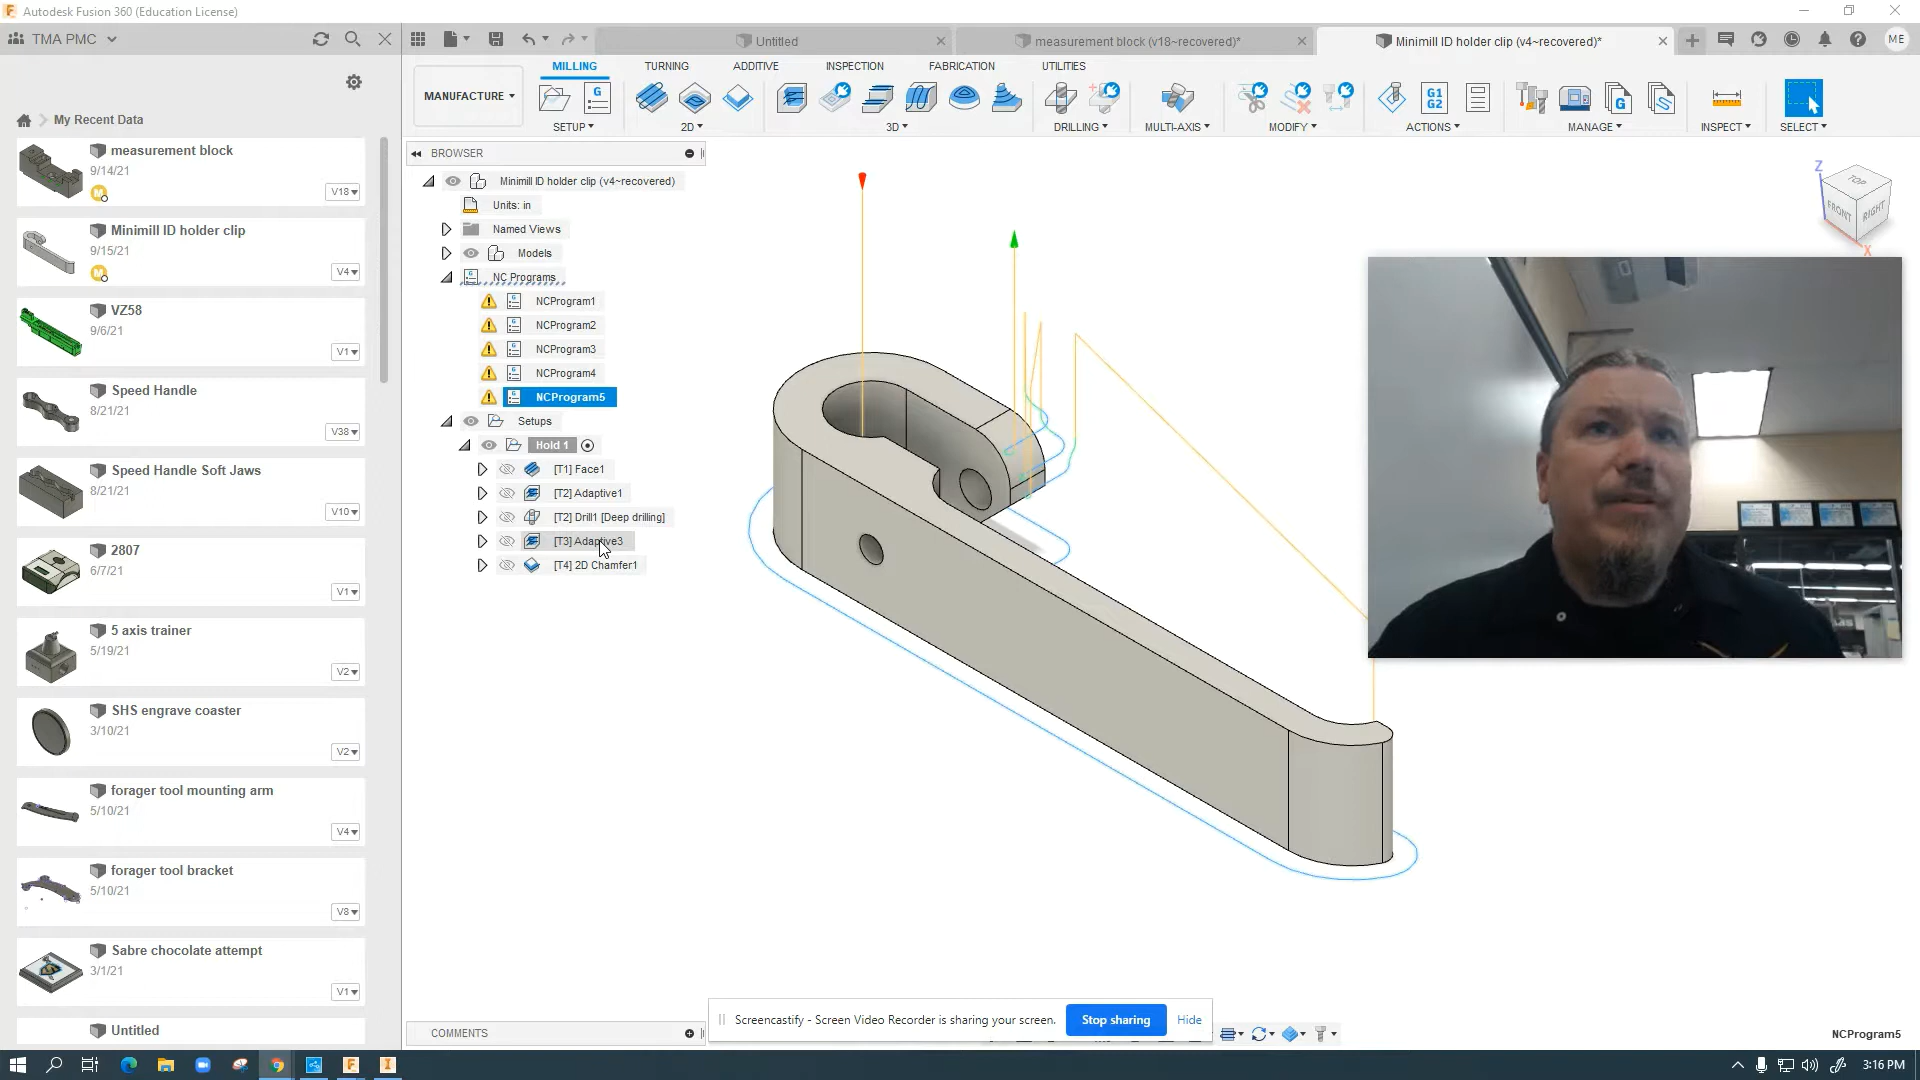 Autodesk Fusion 360 (Education License)
TMA PMC
Untitled
measurement block (v18~recovered)*
Minimill ID holder clip (v4~recovered)*
ME
MILLING
TURNING
ADDITIVE
INSPECTION
FABRICATION
UTILITIES
MANUFACTURE
G1
G2
SETUP
2D
3D
DRILLING
MULTI-AXIS
MODIFY
ACTIONS
MANAGE
INSPECT
SELECT
My Recent Data
measurement block
9/14/21
V18
Minimill ID holder clip
9/15/21
V4
VZ58
9/6/21
V1
Speed Handle
8/21/21
V38
Speed Handle Soft Jaws
8/21/21
V10
2807
6/7/21
V1
5 axis trainer
5/19/21
V2
SHS engrave coaster
3/10/21
V2
forager tool mounting arm
5/10/21
V4
forager tool bracket
5/10/21
V8
Sabre chocolate attempt
3/1/21
V1
Untitled
BROWSER
Minimill ID holder clip (v4~recovered)
Units: in
Named Views
Models
NC Programs
NCProgram1
NCProgram2
NCProgram3
NCProgram4
NCProgram5
Setups
Hold 1
[T1] Face1
[T2] Adaptive1
[T2] Drill1 [Deep drilling]
[T3] Adaptive3
[T4] 2D Chamfer1
Z
TOP
FRONT
RIGHT
X
COMMENTS
Screencastify - Screen Video Recorder is sharing your screen.
Stop sharing
Hide
NCProgram5
3:16 PM